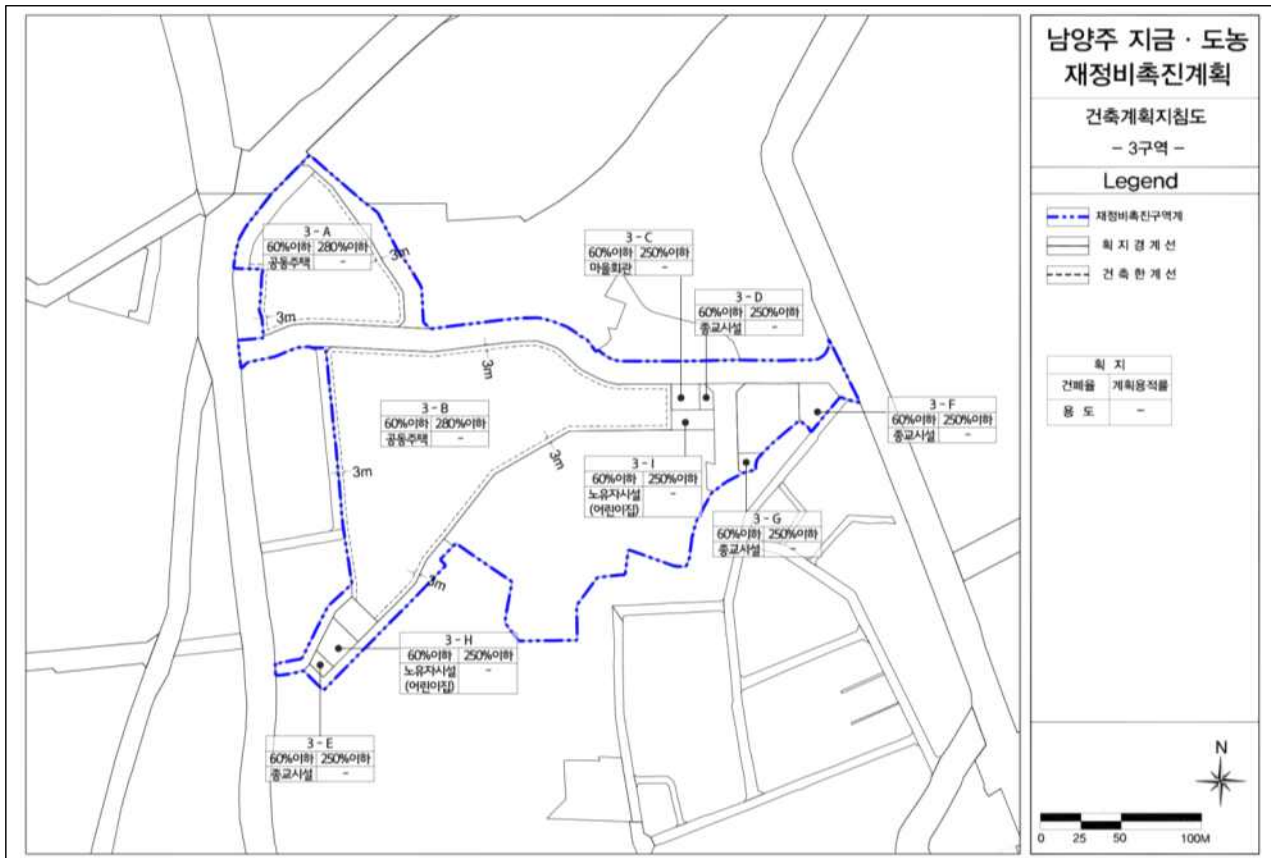 남양주 지금 · 도농
재정비촉진계획
건축계획지침도
- 3구역 -
Legend
재정비촉진구역계
획 지 경 계 선
건 축 한 계 선
획 지
건폐율 계획용적률
용 도 -
N
0 25 50 100M
3 - A
60%이하 280%이하
공동주택 -
3m
3m
3 - C
60%이하 250%이하
마을회관 -
3 - D
60%이하 250%이하
종교시설 -
3m
3 - B
60%이하 280%이하
공동주택 -
3 - F
60%이하 250%이하
종교시설 -
3m
3m
3 - I
60%이하 250%이하
노유자시설 -
(어린이집)
3 - G
60%이하 250%이하
종교시설 -
3m
3 - H
60%이하 250%이하
노유자시설 -
(어린이집)
3 - E
60%이하 250%이하
종교시설 -